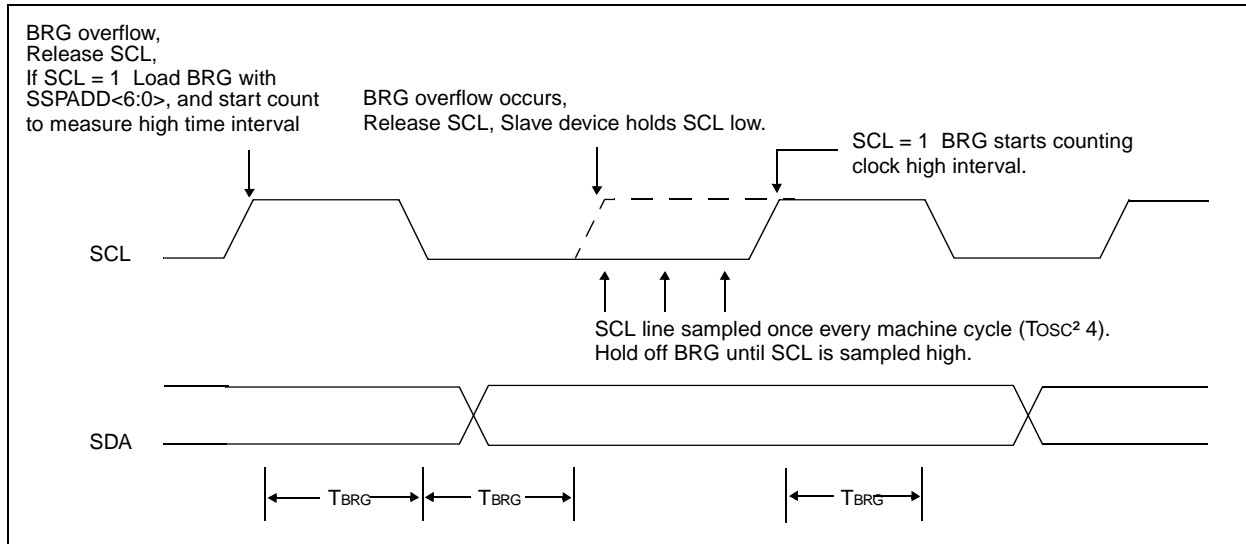 BRG overflow,
Release SCL,
If SCL = 1 Load BRG with
SSPADD<6:0>, and start count
to measure high time interval
BRG overflow occurs,
Release SCL, Slave device holds SCL low.
SCL = 1 BRG starts counting
clock high interval.
SCL
SCL line sampled once every machine cycle (TOSC² 4).
Hold off BRG until SCL is sampled high.
SDA
TBRG
TBRG
TBRG